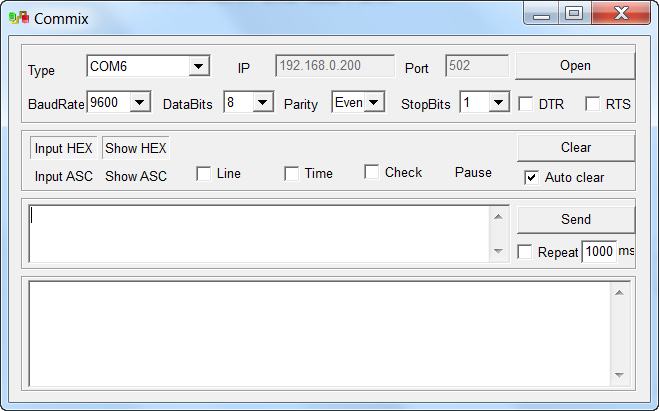 Commix
Type COM6 IP 192.168.0.200 Port 502 Open
BaudRate 9600 DataBits 8 Parity Even StopBits 1 DTR RTS
Input HEX Show HEX Clear
Input ASC Show ASC Line Time Check Pause Auto clear
Send
Repeat 1000 ms